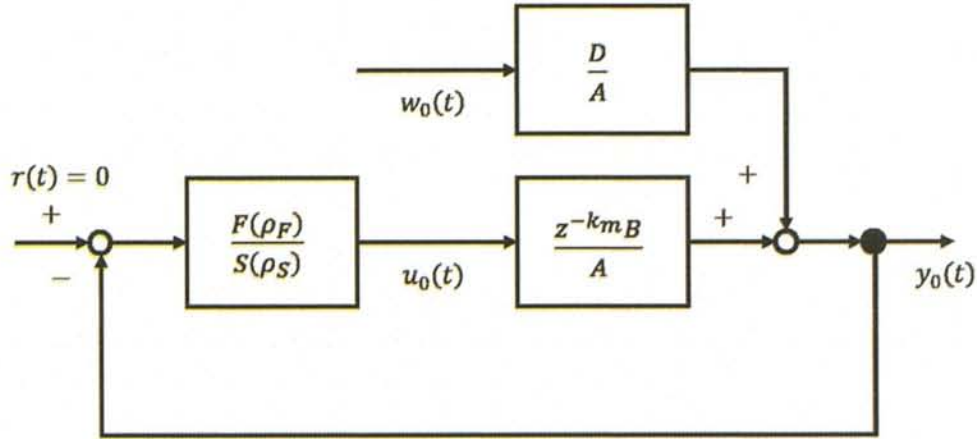 D
A
w₀(t)
r(t) = 0
+
−
F(ρ_F)
S(ρ_S)
u₀(t)
z^{-k_m}B
A
+
+
y₀(t)